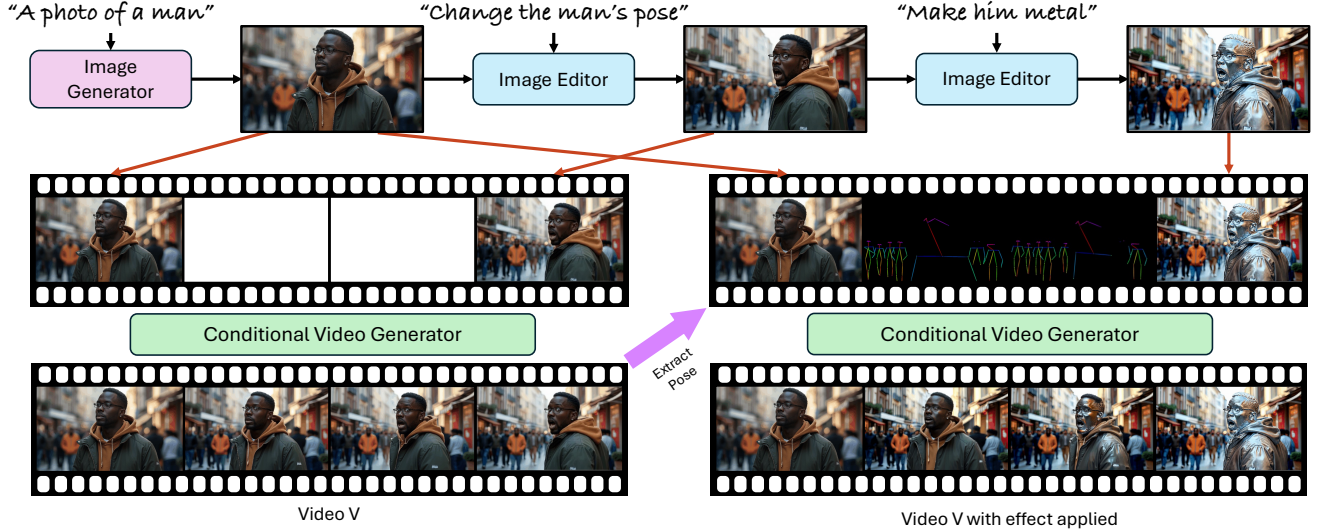 “A photo of a man”
“Change the man’s pose”
“Make him metal”
Image
Generator
Image Editor
Image Editor
Conditional Video Generator
Extract
Pose
Conditional Video Generator
Video V
Video V with effect applied